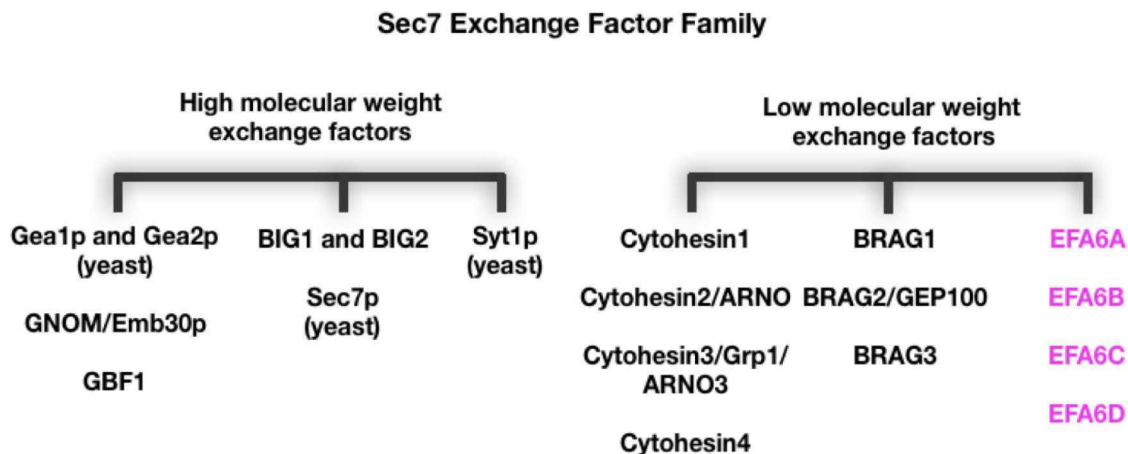 Sec7 Exchange Factor Family
High molecular weight
exchange factors
Gea1p and Gea2p
(yeast)
GNOM/Emb30p
GBF1
BIG1 and BIG2
Sec7p
(yeast)
Syt1p
(yeast)
Low molecular weight
exchange factors
Cytohesin1
Cytohesin2/ARNO
Cytohesin3/Grp1/
ARNO3
Cytohesin4
BRAG1
BRAG2/GEP100
BRAG3
EFA6A
EFA6B
EFA6C
EFA6D